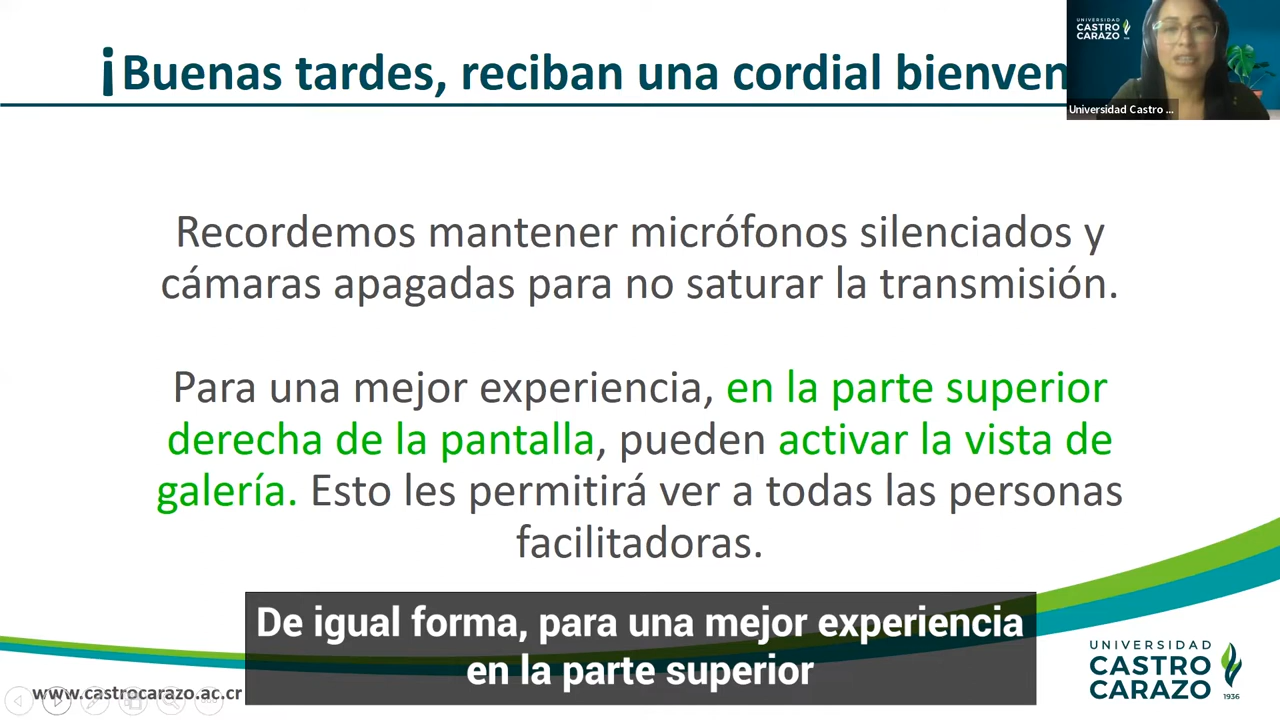 ¡Buenas tardes, reciban una cordial bienven
UNIVERSIDAD
CASTRO
CARAZO
Universidad Castro ...
Recordemos mantener micrófonos silenciados y
cámaras apagadas para no saturar la transmisión.
Para una mejor experiencia, en la parte superior
derecha de la pantalla, pueden activar la vista de
galería. Esto les permitirá ver a todas las personas
facilitadoras.
De igual forma, para una mejor experiencia
en la parte superior
www.castrocarazo.ac.cr
UNIVERSIDAD
CASTRO
CARAZO
1936